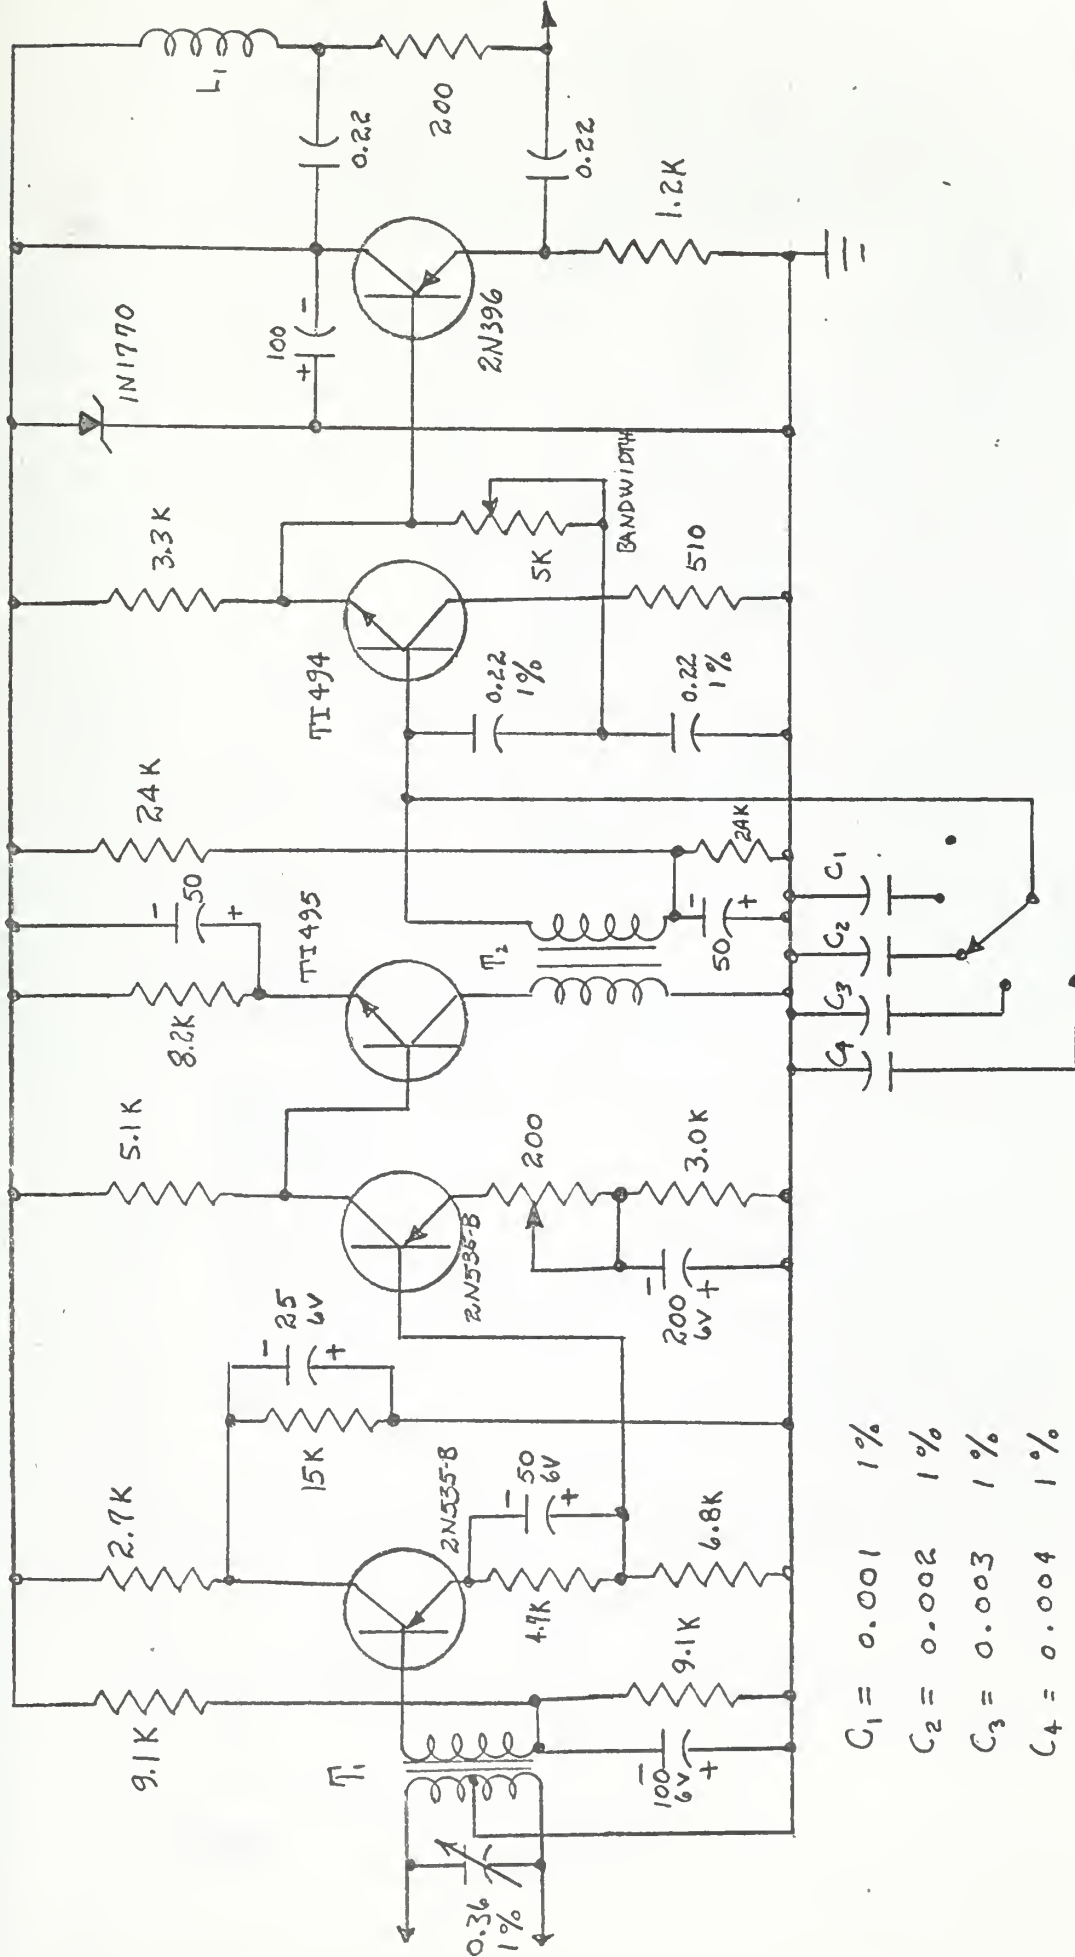 L1
0.22
200
0.22
1.2K
1N1770
100
+
-
2N396
3.3K
TI494
5K
BANDWIDTH
510
0.22
1%
0.22
1%
24K
-
50
+
TI495
8.2K
T2
24K
-
50
+
5.1K
2N535-B
200
3.0K
-
200
6V
+
-
25
6V
+
15K
2.7K
2N535-B
-
50
6V
+
6.8K
9.1K
9.1K
T1
-
100
6V
+
0.36
1%
C1
C2
C3
C4
C1 = 0.001 1%
C2 = 0.002 1%
C3 = 0.003 1%
C4 = 0.004 1%